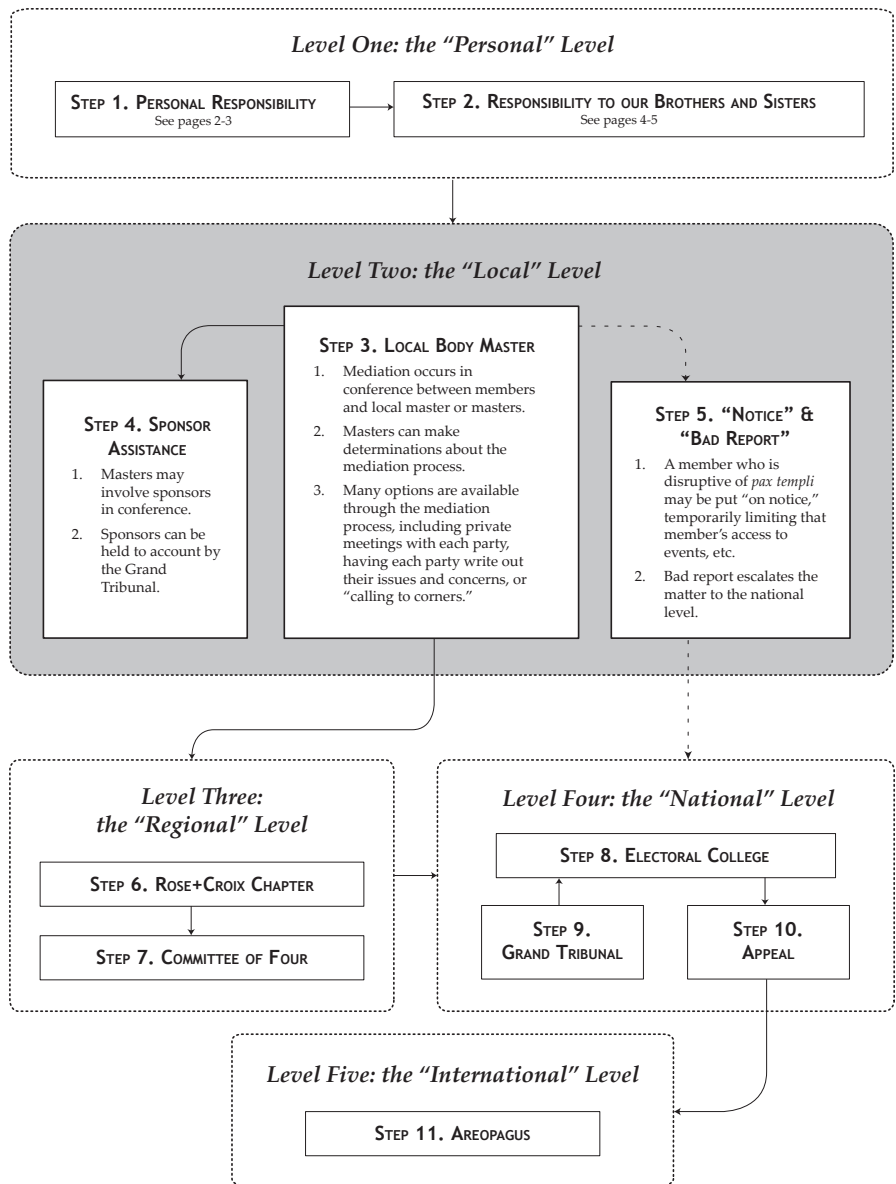 Level One: the “Personal” Level
Step 1. Personal Responsibility
See pages 2-3
Step 2. Responsibility to our Brothers and Sisters
See pages 4-5
Level Two: the “Local” Level
Step 3. Local Body Master
1. Mediation occurs in
conference between members
and local master or masters.
2. Masters can make
determinations about the
mediation process.
3. Many options are available
through the mediation
process, including private
meetings with each party,
having each party write out
their issues and concerns, or
“calling to corners.”
Step 4. Sponsor
Assistance
1. Masters may
involve sponsors
in conference.
2. Sponsors can be
held to account by
the Grand
Tribunal.
Step 5. “Notice” &
“Bad Report”
1. A member who is
disruptive of pax templi
may be put “on notice,”
temporarily limiting that
member’s access to
events, etc.
2. Bad report escalates the
matter to the national
level.
Level Three:
the “Regional” Level
Step 6. Rose+Croix Chapter
Step 7. Committee of Four
Level Four: the “National” Level
Step 8. Electoral College
Step 9.
Grand Tribunal
Step 10.
Appeal
Level Five: the “International” Level
Step 11. Areopagus